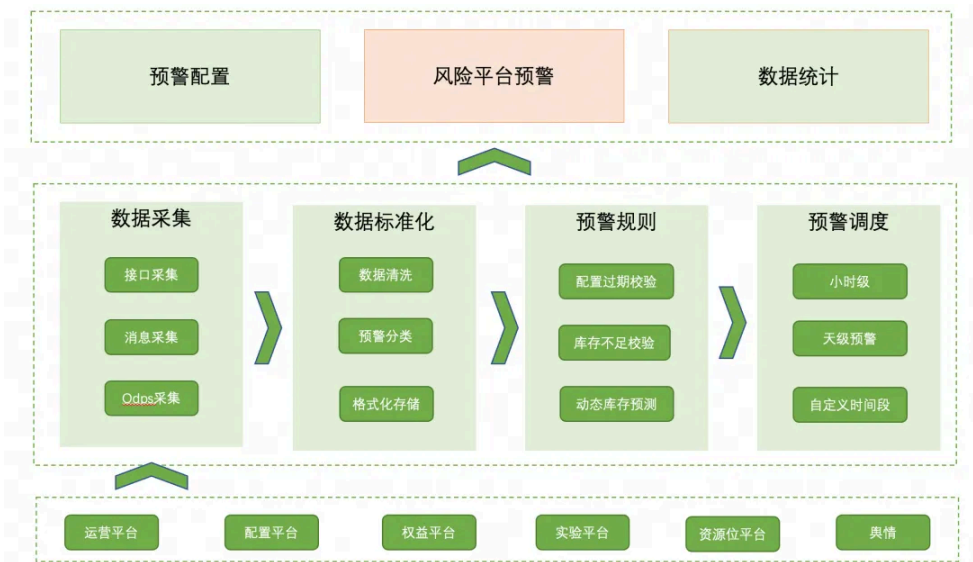 预警配置
风险平台预警
数据统计
数据采集
接口采集
消息采集
Odps采集
数据标准化
数据清洗
预警分类
格式化存储
预警规则
配置过期校验
库存不足校验
动态库存预测
预警调度
小时级
天级预警
自定义时间段
运营平台
配置平台
权益平台
实验平台
资源位平台
舆情